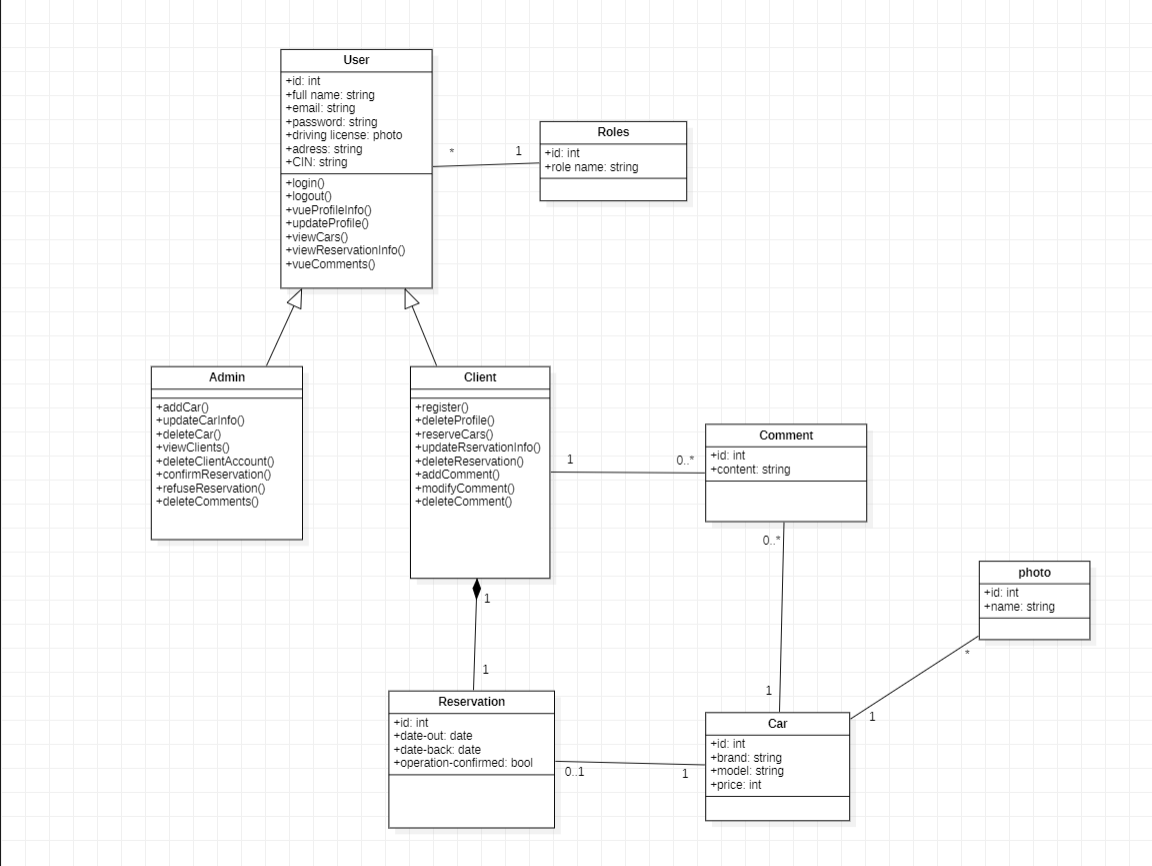 User
+id: int
+full name: string
+email: string
+password: string
+driving license: photo
+adress: string
+CIN: string
+login()
+logout()
+vueProfileInfo()
+updateProfile()
+viewCars()
+viewReservationInfo()
+vueComments()
*
1
Roles
+id: int
+role name: string
Admin
+addCar()
+updateCarInfo()
+deleteCar()
+viewClients()
+deleteClientAccount()
+confirmReservation()
+refuseReservation()
+deleteComments()
Client
+register()
+deleteProfile()
+reserveCars()
+updateRservationInfo()
+deleteReservation()
+addComment()
+modifyComment()
+deleteComment()
1
0..*
Comment
+id: int
+content: string
0..*
1
photo
+id: int
+name: string
*
1
1
1
Reservation
+id: int
+date-out: date
+date-back: date
+operation-confirmed: bool
0..1
1
Car
+id: int
+brand: string
+model: string
+price: int